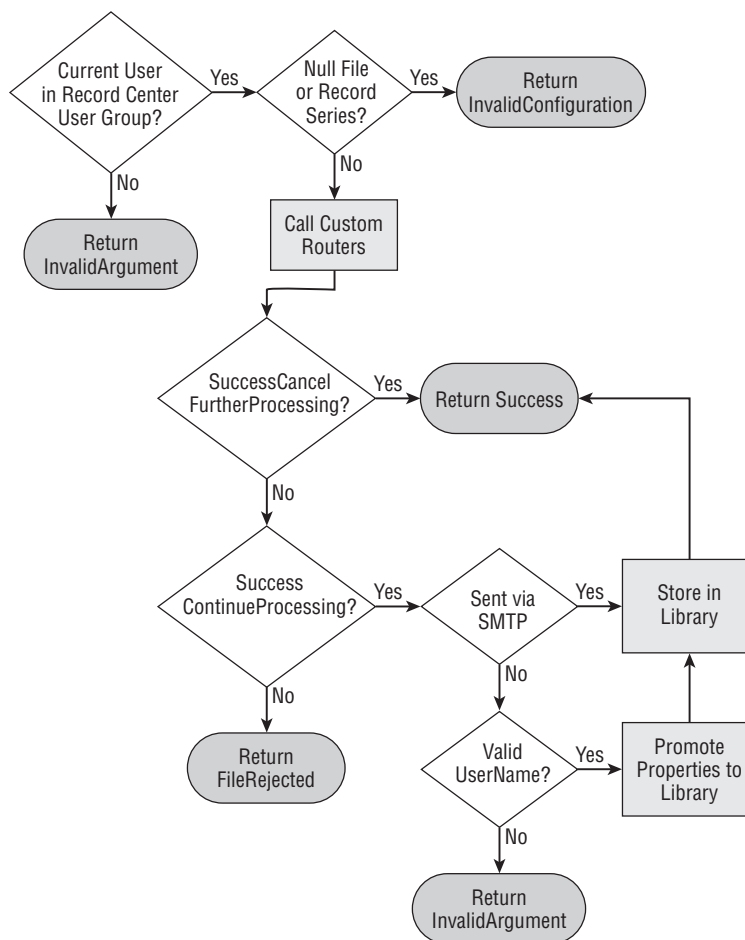 Current User
in Record Center
User Group?
Yes
Null File
or Record
Series?
Yes
Return
InvalidConfiguration
No
Return
InvalidArgument
No
Call Custom
Routers
SuccessCancel
FurtherProcessing?
Yes
Return Success
No
Success
ContinueProcessing?
Yes
Sent via
SMTP
Yes
Store in
Library
No
Return
FileRejected
No
Valid
UserName?
Yes
Promote
Properties to
Library
No
Return
InvalidArgument